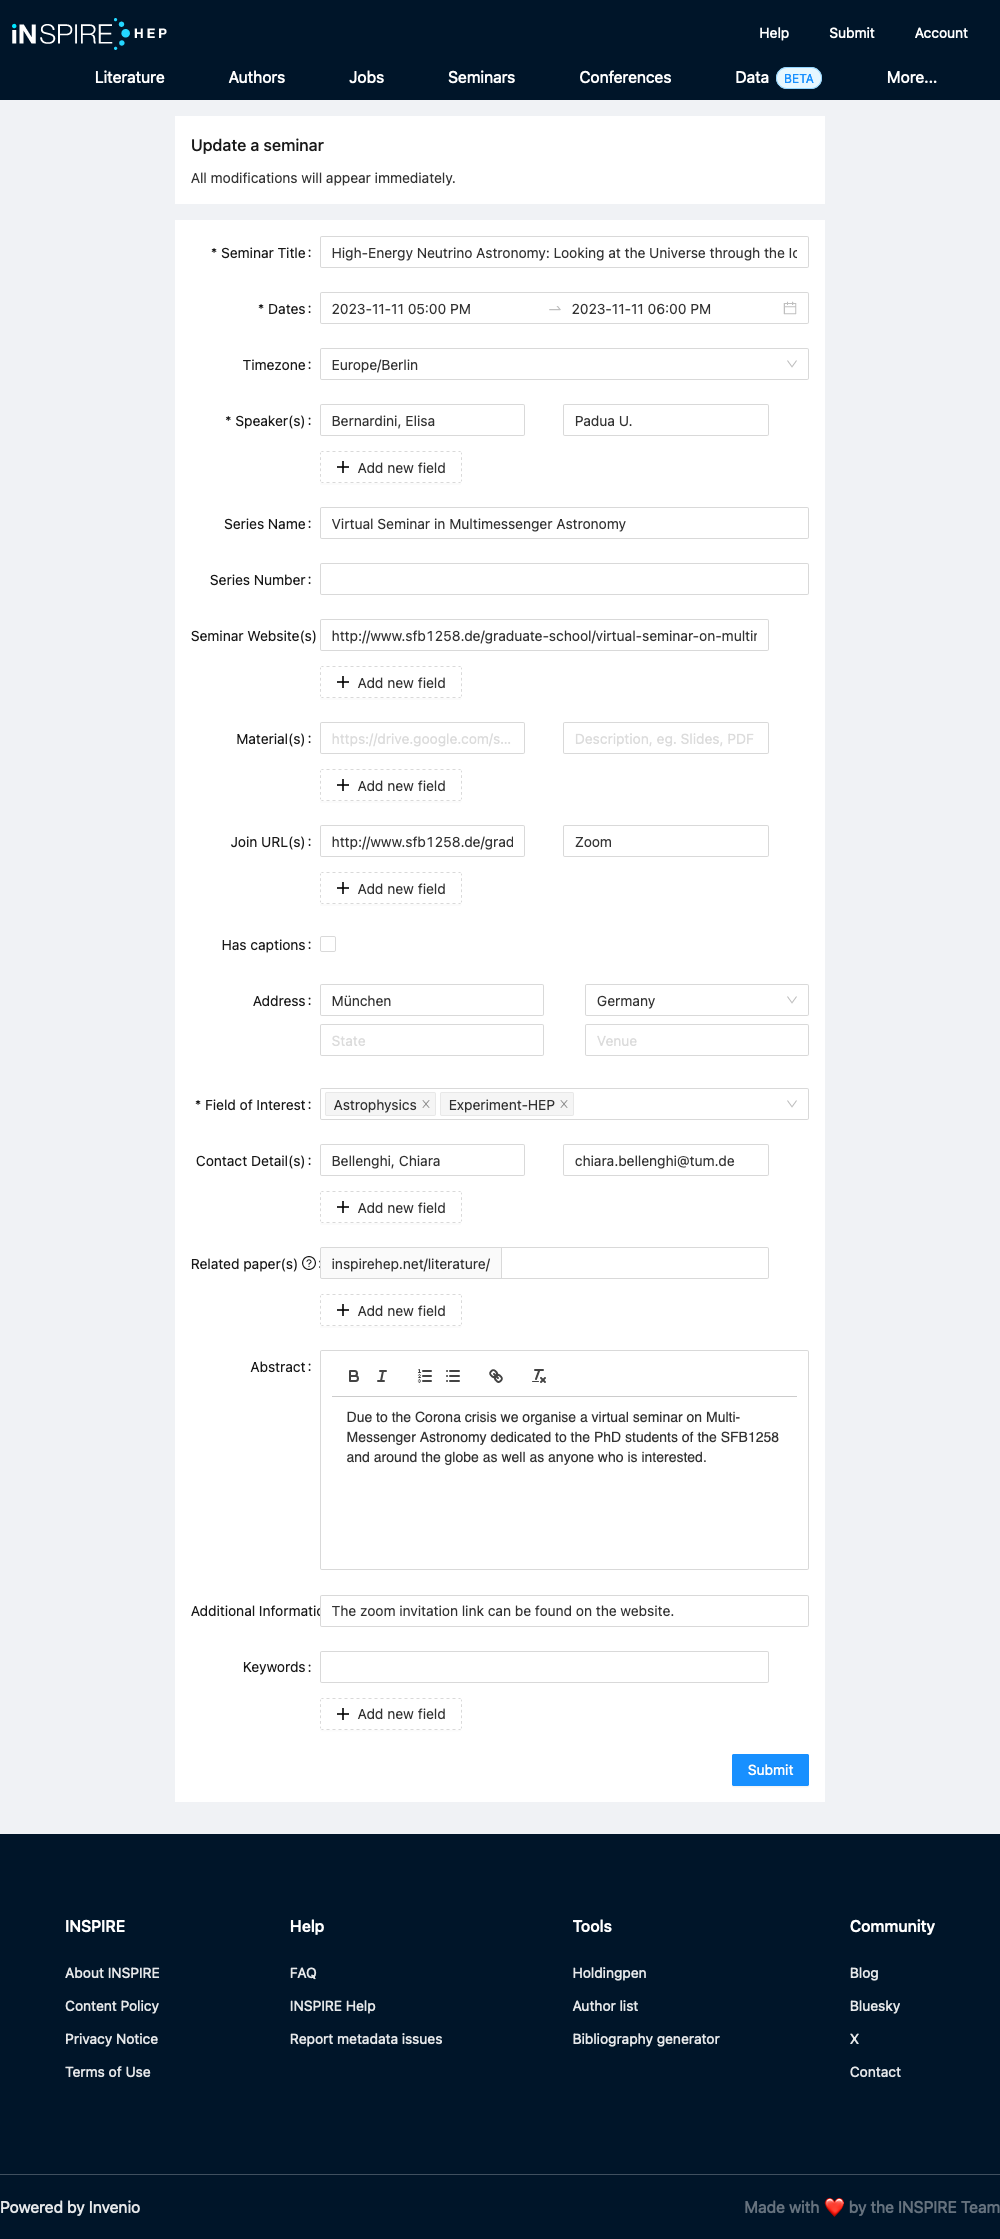 iNSPIRE HEP
Help Submit Account
Literature Authors Jobs Seminars Conferences Data BETA More...
Update a seminar
All modifications will appear immediately.
* Seminar Title: High-Energy Neutrino Astronomy: Looking at the Universe through the Ic
* Dates: 2023-11-11 05:00 PM → 2023-11-11 06:00 PM
Timezone: Europe/Berlin
* Speaker(s): Bernardini, Elisa Padua U.
+ Add new field
Series Name: Virtual Seminar in Multimessenger Astronomy
Series Number:
Seminar Website(s) http://www.sfb1258.de/graduate-school/virtual-seminar-on-multir
+ Add new field
Material(s): https://drive.google.com/s... Description, eg. Slides, PDF
+ Add new field
Join URL(s): http://www.sfb1258.de/grad Zoom
+ Add new field
Has captions:
Address: München Germany
State Venue
* Field of Interest: Astrophysics × Experiment-HEP ×
Contact Detail(s): Bellenghi, Chiara chiara.bellenghi@tum.de
+ Add new field
Related paper(s) ?: inspirehep.net/literature/
+ Add new field
Abstract: B I
Due to the Corona crisis we organise a virtual seminar on Multi-
Messenger Astronomy dedicated to the PhD students of the SFB1258
and around the globe as well as anyone who is interested.
Additional Informatic The zoom invitation link can be found on the website.
Keywords:
+ Add new field
Submit
INSPIRE Help Tools Community
About INSPIRE FAQ Holdingpen Blog
Content Policy INSPIRE Help Author list Bluesky
Privacy Notice Report metadata issues Bibliography generator X
Terms of Use Contact
Powered by Invenio Made with ❤️ by the INSPIRE Team